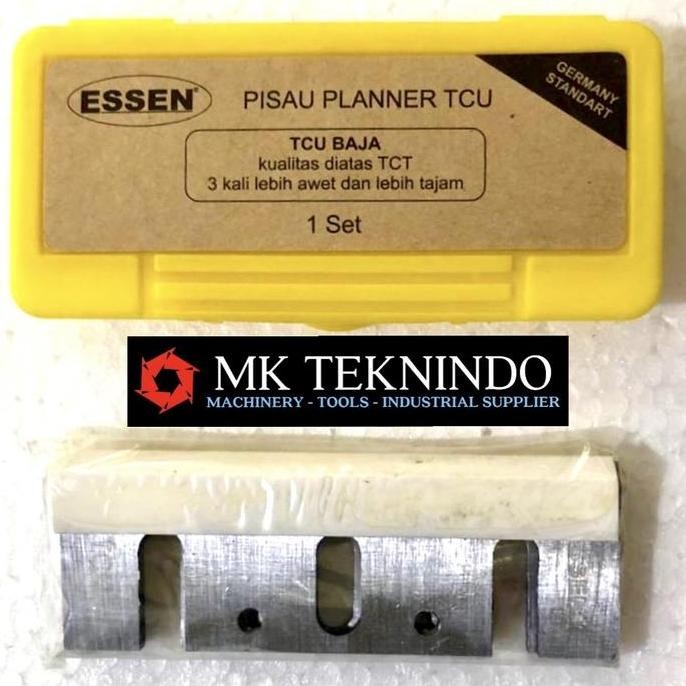 ESSEN®
PISAU PLANNER TCU
GERMANY
STANDART
TCU BAJA
kualitas diatas TCT
3 kali lebih awet dan lebih tajam
1 Set
MK TEKNINDO
MACHINERY - TOOLS - INDUSTRIAL SUPPLIER